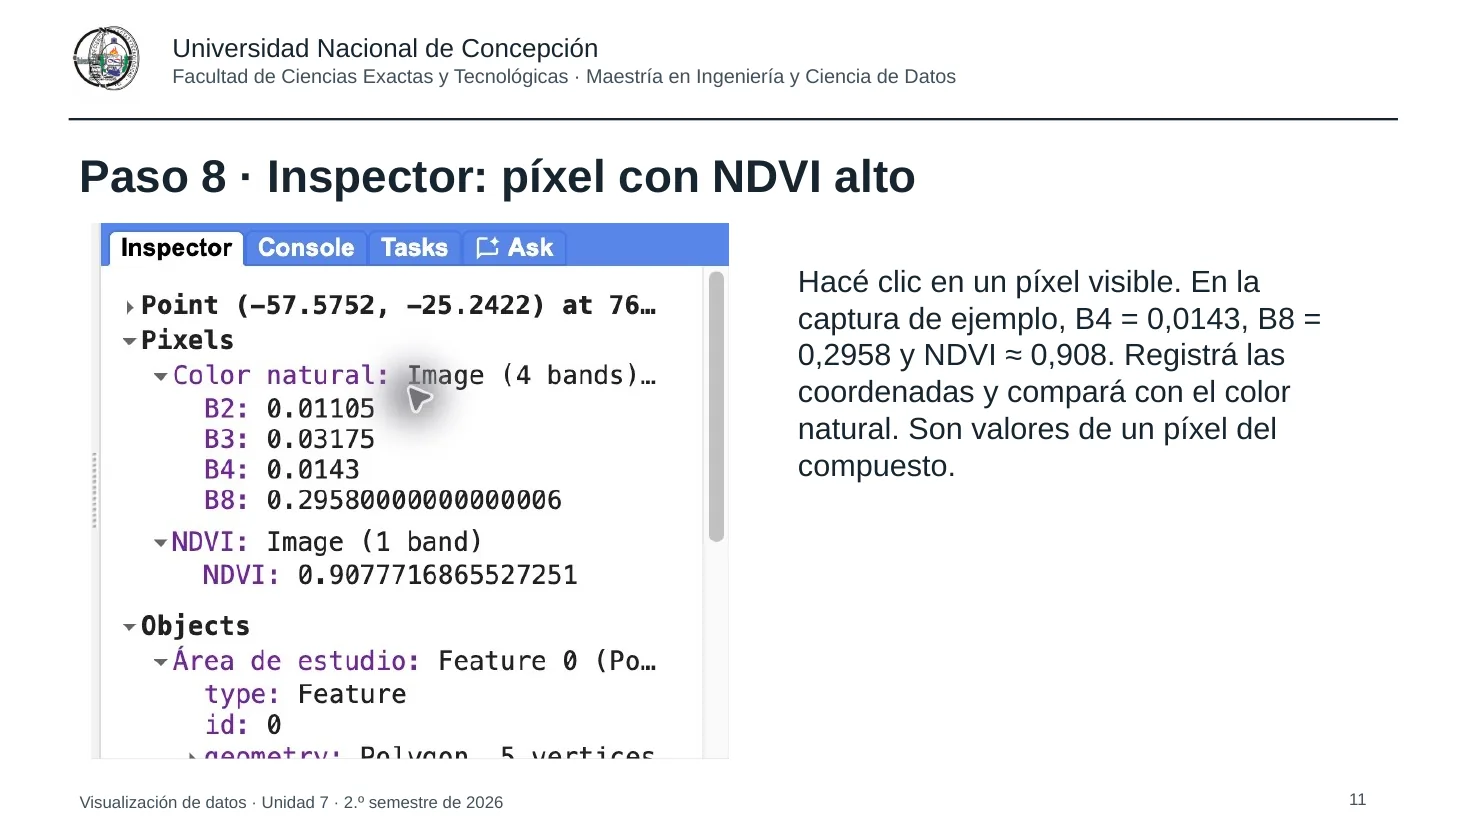 Universidad Nacional de Concepción
Facultad de Ciencias Exactas y Tecnológicas · Maestría en Ingeniería y Ciencia de Datos
Paso 8 · Inspector: píxel con NDVI alto
Inspector Console Tasks Ask
Point (−57.5752, −25.2422) at 76…
Pixels
Color natural: Image (4 bands)…
B2: 0.01105
B3: 0.03175
B4: 0.0143
B8: 0.29580000000000006
NDVI: Image (1 band)
NDVI: 0.9077716865527251
Objects
Área de estudio: Feature 0 (Po…
type: Feature
id: 0
geometry: Polygon, 5 vertices
Hacé clic en un píxel visible. En la
captura de ejemplo, B4 = 0,0143, B8 =
0,2958 y NDVI ≈ 0,908. Registrá las
coordenadas y compará con el color
natural. Son valores de un píxel del
compuesto.
Visualización de datos · Unidad 7 · 2.º semestre de 2026
11